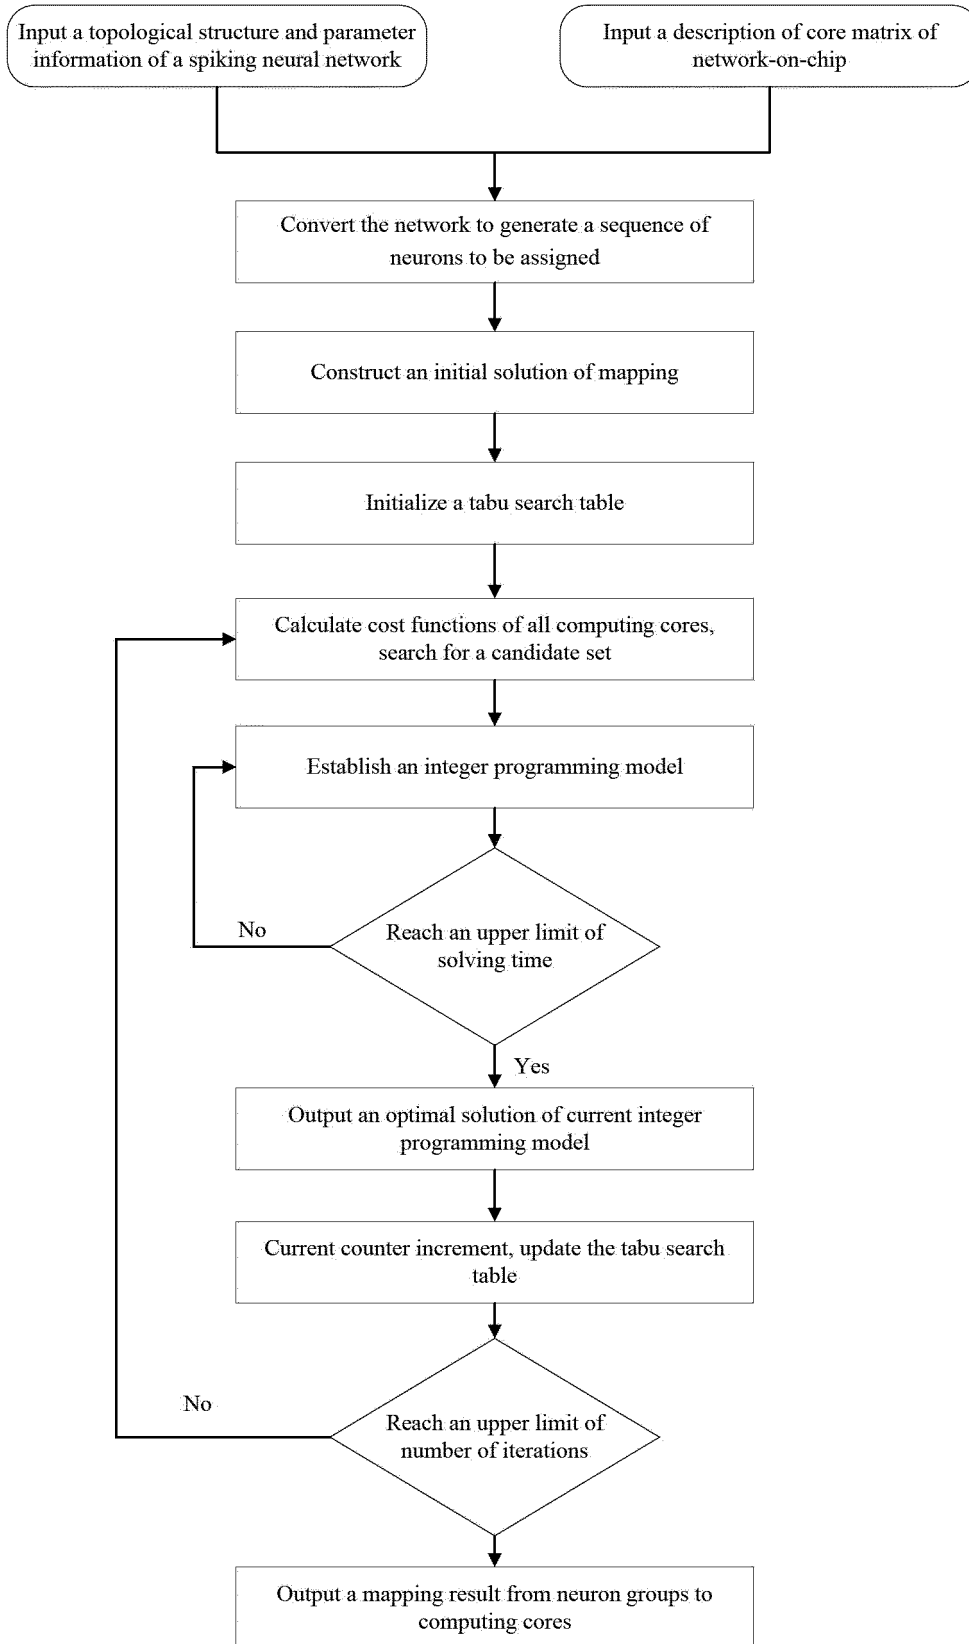 Input a topological structure and parameter
information of a spiking neural network
Input a description of core matrix of
network-on-chip
Convert the network to generate a sequence of
neurons to be assigned
Construct an initial solution of mapping
Initialize a tabu search table
Calculate cost functions of all computing cores,
search for a candidate set
Establish an integer programming model
No
Reach an upper limit of
solving time
Yes
Output an optimal solution of current integer
programming model
Current counter increment, update the tabu search
table
No
Reach an upper limit of
number of iterations
Output a mapping result from neuron groups to
computing cores